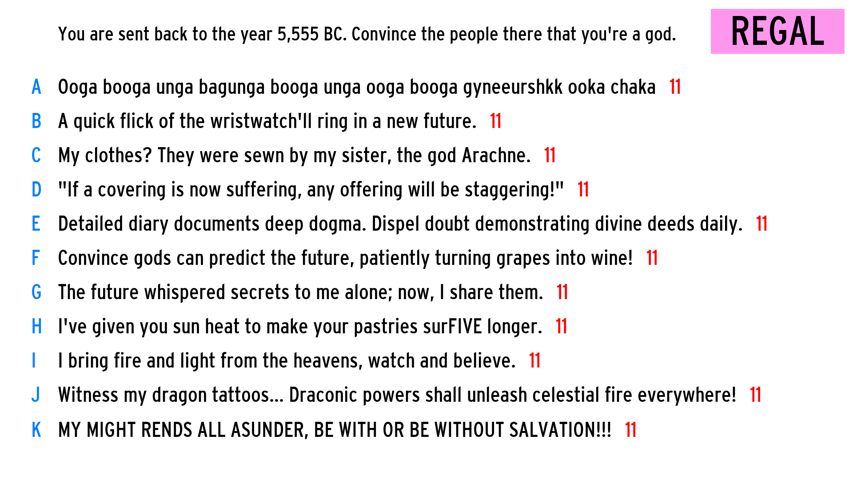 You are sent back to the year 5,555 BC. Convince the people there that you're a god.
REGAL
A Ooga booga unga bagunga booga unga ooga booga gyneeurshkk ooka chaka 11
B A quick flick of the wristwatch'll ring in a new future. 11
C My clothes? They were sewn by my sister, the god Arachne. 11
D "If a covering is now suffering, any offering will be staggering!" 11
E Detailed diary documents deep dogma. Dispel doubt demonstrating divine deeds daily. 11
F Convince gods can predict the future, patiently turning grapes into wine! 11
G The future whispered secrets to me alone; now, I share them. 11
H I've given you sun heat to make your pastries surFIVE longer. 11
I I bring fire and light from the heavens, watch and believe. 11
J Witness my dragon tattoos... Draconic powers shall unleash celestial fire everywhere! 11
K MY MIGHT RENDS ALL ASUNDER, BE WITH OR BE WITHOUT SALVATION!!! 11